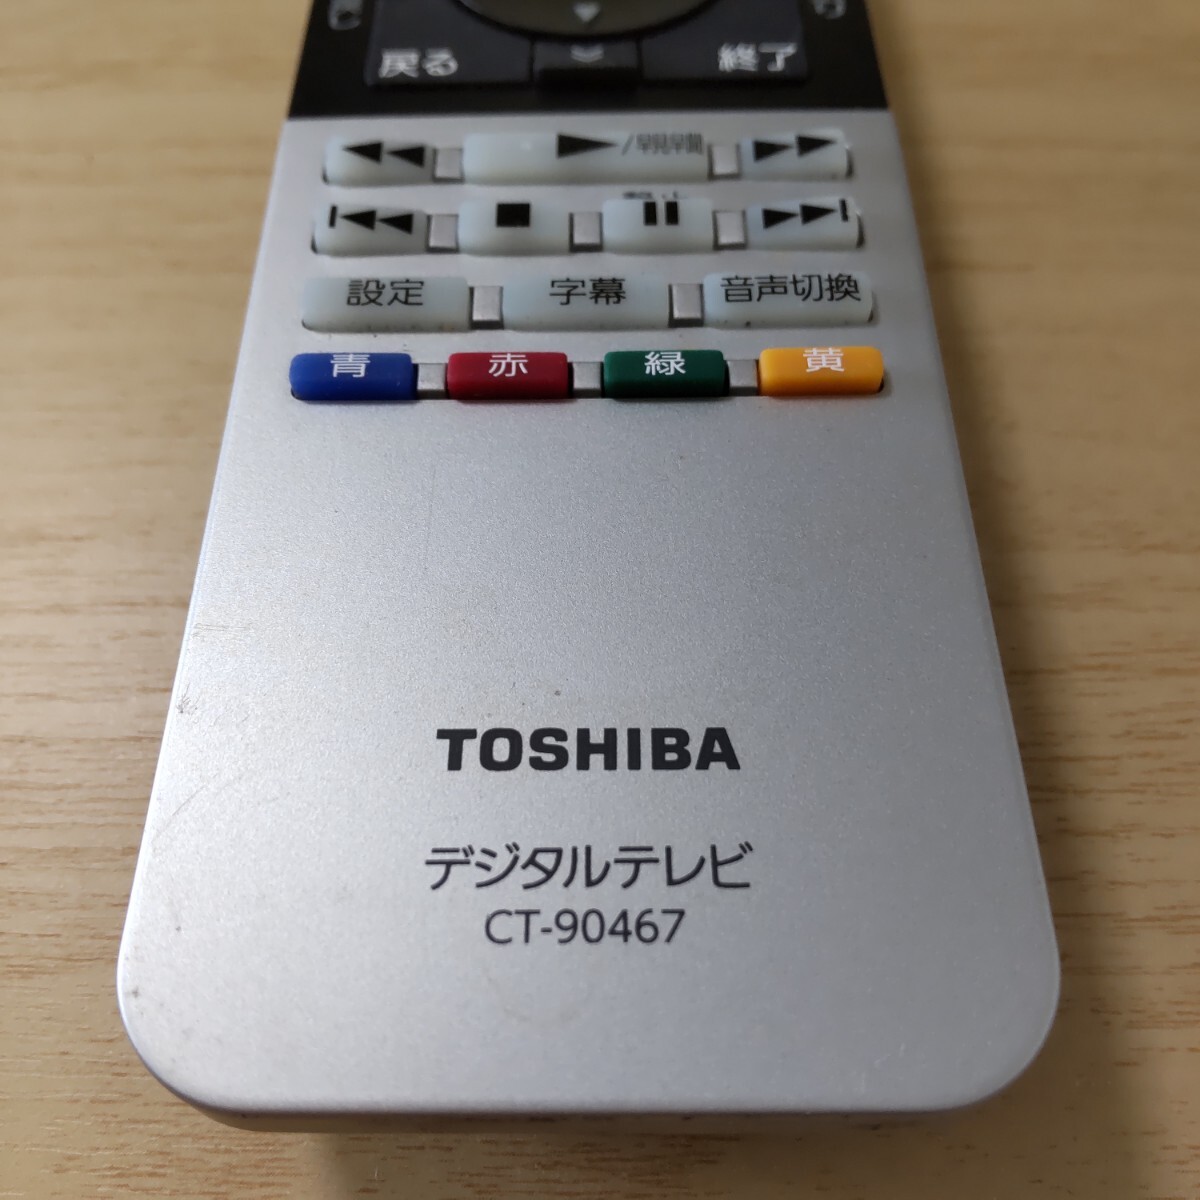 戻る 終了
設定 字幕 音声切換
青 赤 緑 黄
TOSHIBA
デジタルテレビ
CT-90467